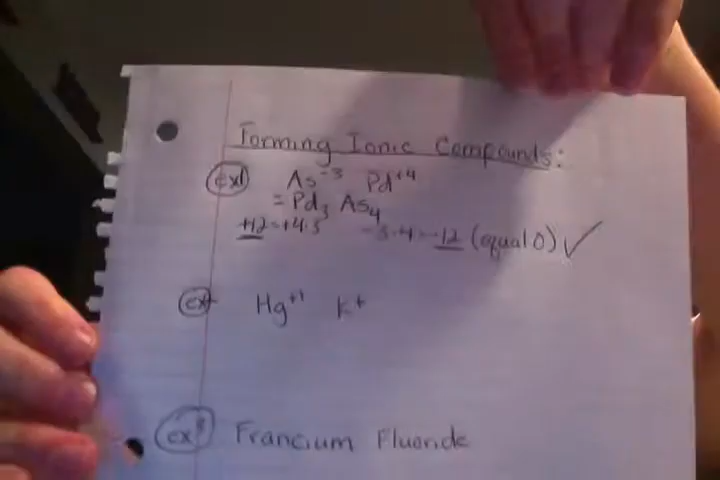 Forming Ionic Compounds:
ex1 As⁻³ Pd⁺⁴
= Pd₃ As₄
+12=+4·3 -3·4=-12 (equal 0) ✓
ex Hg⁺¹ K⁺
ex3 Francium Fluoride